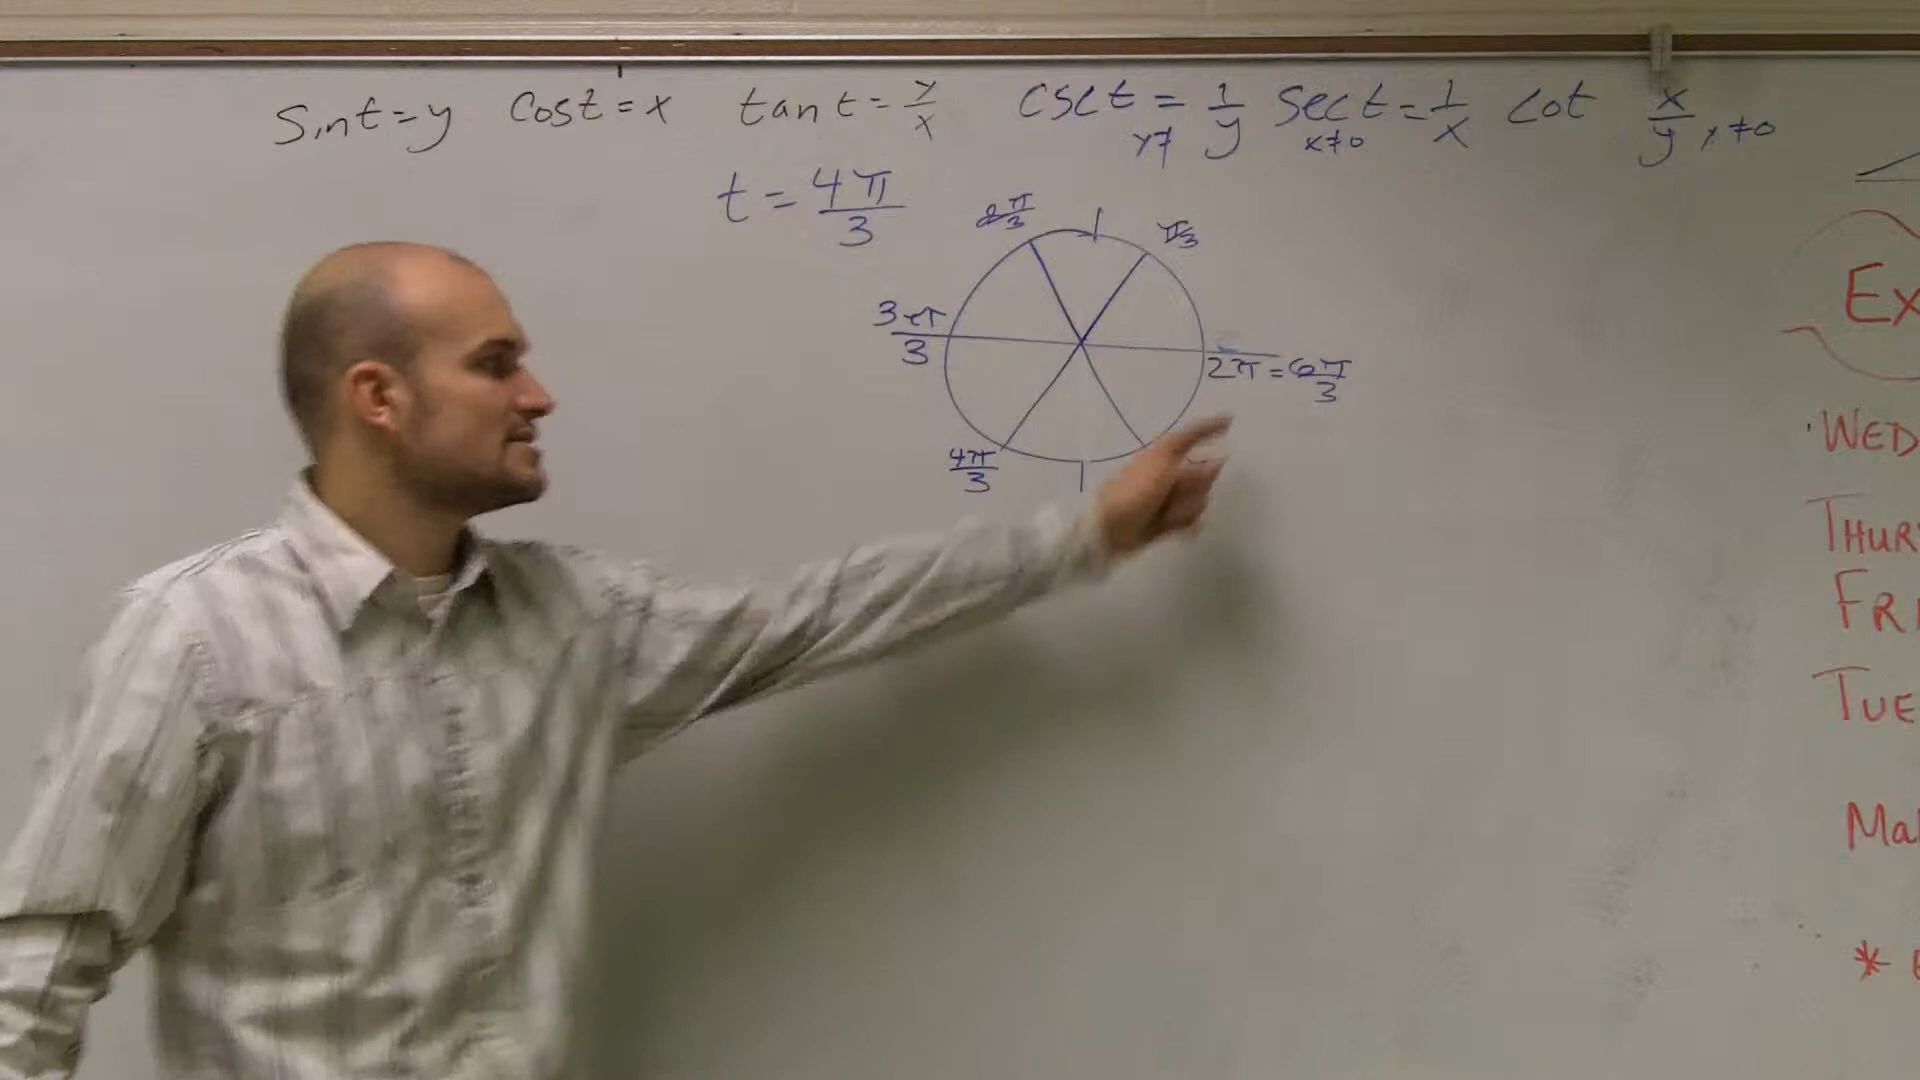 Sin t = y  Cos t = x  tan t = y/x  Csc t = 1/y  y≠  Sec t = 1/x  x≠0  Cot  x/y  y≠0
t = 4π/3
2π/3  π/3
3π/3
2π = 6π/3
4π/3
Ex
WED
THUR
FRI
TUE
Ma
*